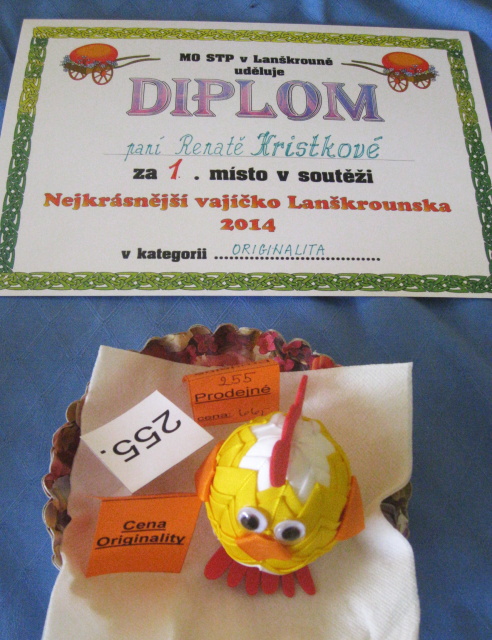 MO STP v Lanškrouně
uděluje
DIPLOM
paní Renatě Hristkové
za 1. místo v soutěži
Nejkrásnější vajíčko Lanškrounska
2014
v kategorii ORIGINALITA
255
Prodejné
cena:
255.
Cena
Originality